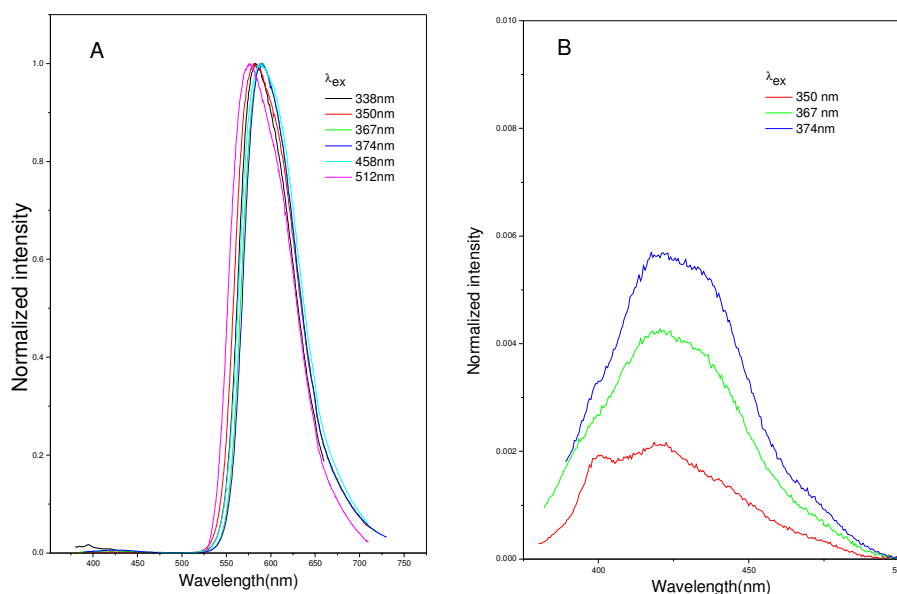 A
λex
338nm
350nm
367nm
374nm
458nm
512nm
Normalized intensity
1.0
0.8
0.6
0.4
0.2
0.0
400 450 500 550 600 650 700 750
Wavelength(nm)
B
λex
350 nm
367 nm
374nm
Normalized intensity
0.010
0.008
0.006
0.004
0.002
0.000
400 450
Wavelength(nm)